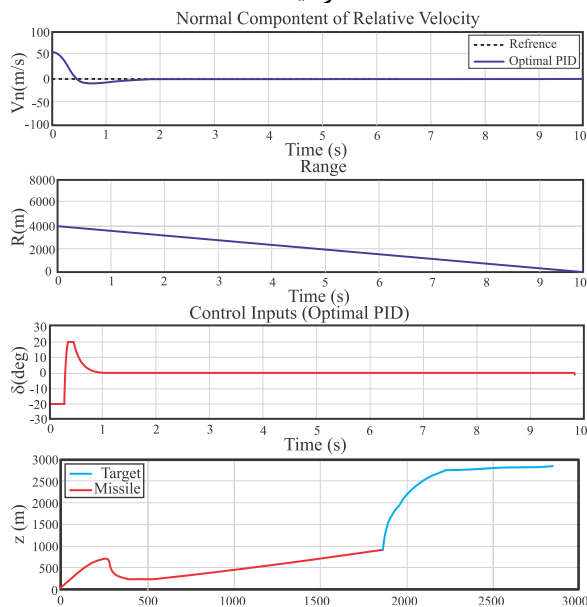 Normal Compontent of Relative Velocity
100
50
0
-50
-100
Vn(m/s)
Refrence
Optimal PID
0 1 2 3 4 5 6 7 8 9 10
Time (s)
Range
8000
6000
4000
2000
0
R(m)
0 1 2 3 4 5 6 7 8 9 10
Time (s)
Control Inputs (Optimal PID)
30
20
10
0
-10
-20
-30
δ(deg)
0 1 2 3 4 5 6 7 8 9 10
Time (s)
3000
2500
2000
1500
1000
500
0
z (m)
Target
Missile
0 500 1000 1500 2000 2500 3000